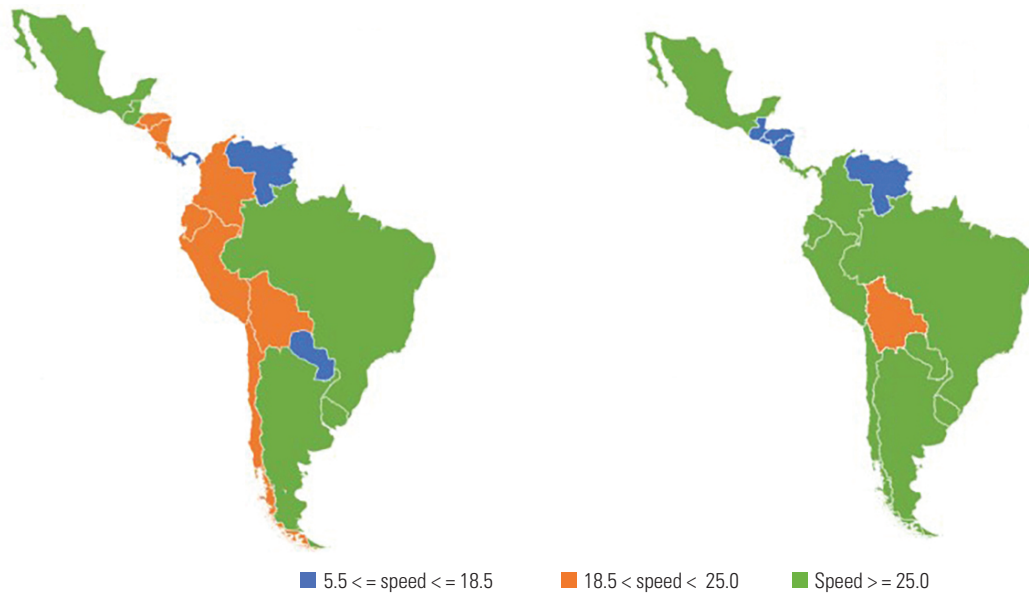 5.5 < = speed < = 18.5
18.5 < speed < 25.0
Speed > = 25.0